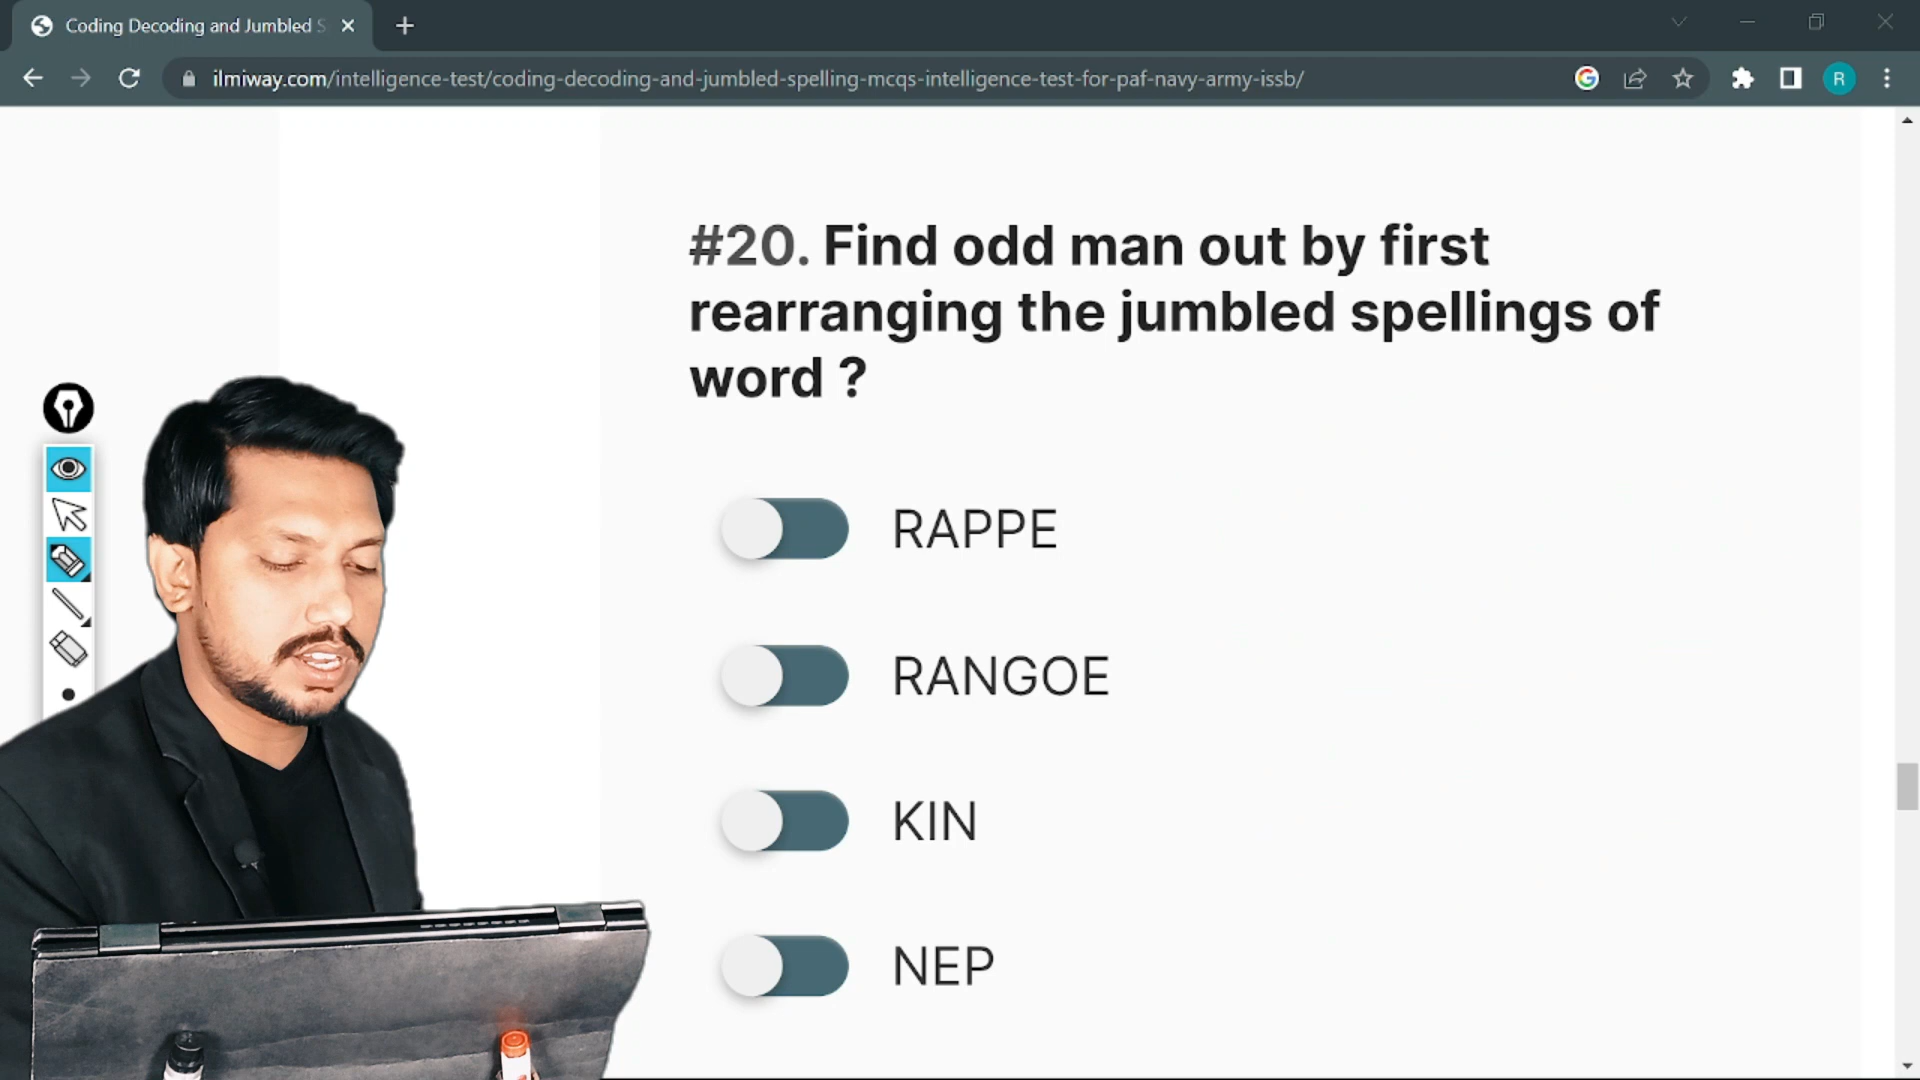 Coding Decoding and Jumbled S
ilmiway.com/intelligence-test/coding-decoding-and-jumbled-spelling-mcqs-intelligence-test-for-paf-navy-army-issb/
R
#20. Find odd man out by first
rearranging the jumbled spellings of
word ?
RAPPE
RANGOE
KIN
NEP